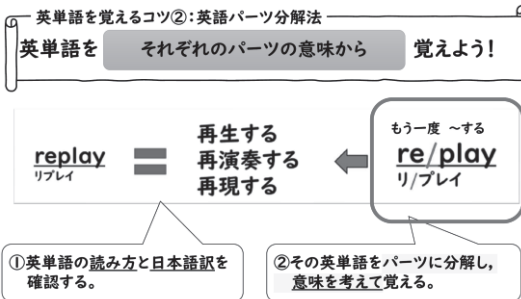 英単語を覚えるコツ②:英語パーツ分解法
英単語を それぞれのパーツの意味から 覚えよう!
replay
リプレイ
=
再生する
再演奏する
再現する
もう一度 ~する
re/play
リ/プレイ
①英単語の読み方と日本語訳を
確認する。
②その英単語をパーツに分解し,
意味を考えて覚える。